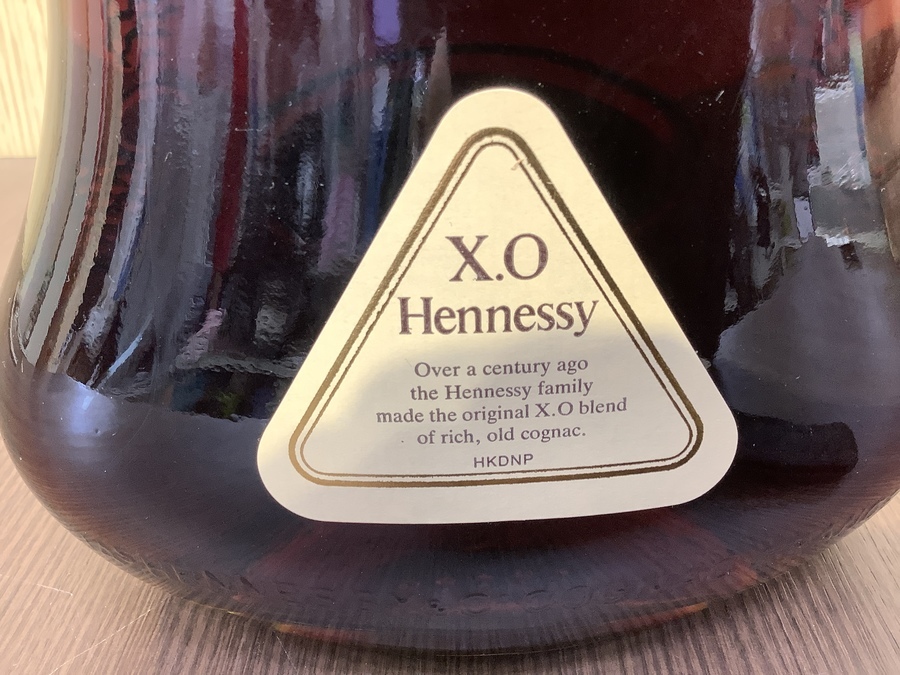 X.O
Hennessy
Over a century ago
the Hennessy family
made the original X.O blend
of rich, old cognac.
HKDNP